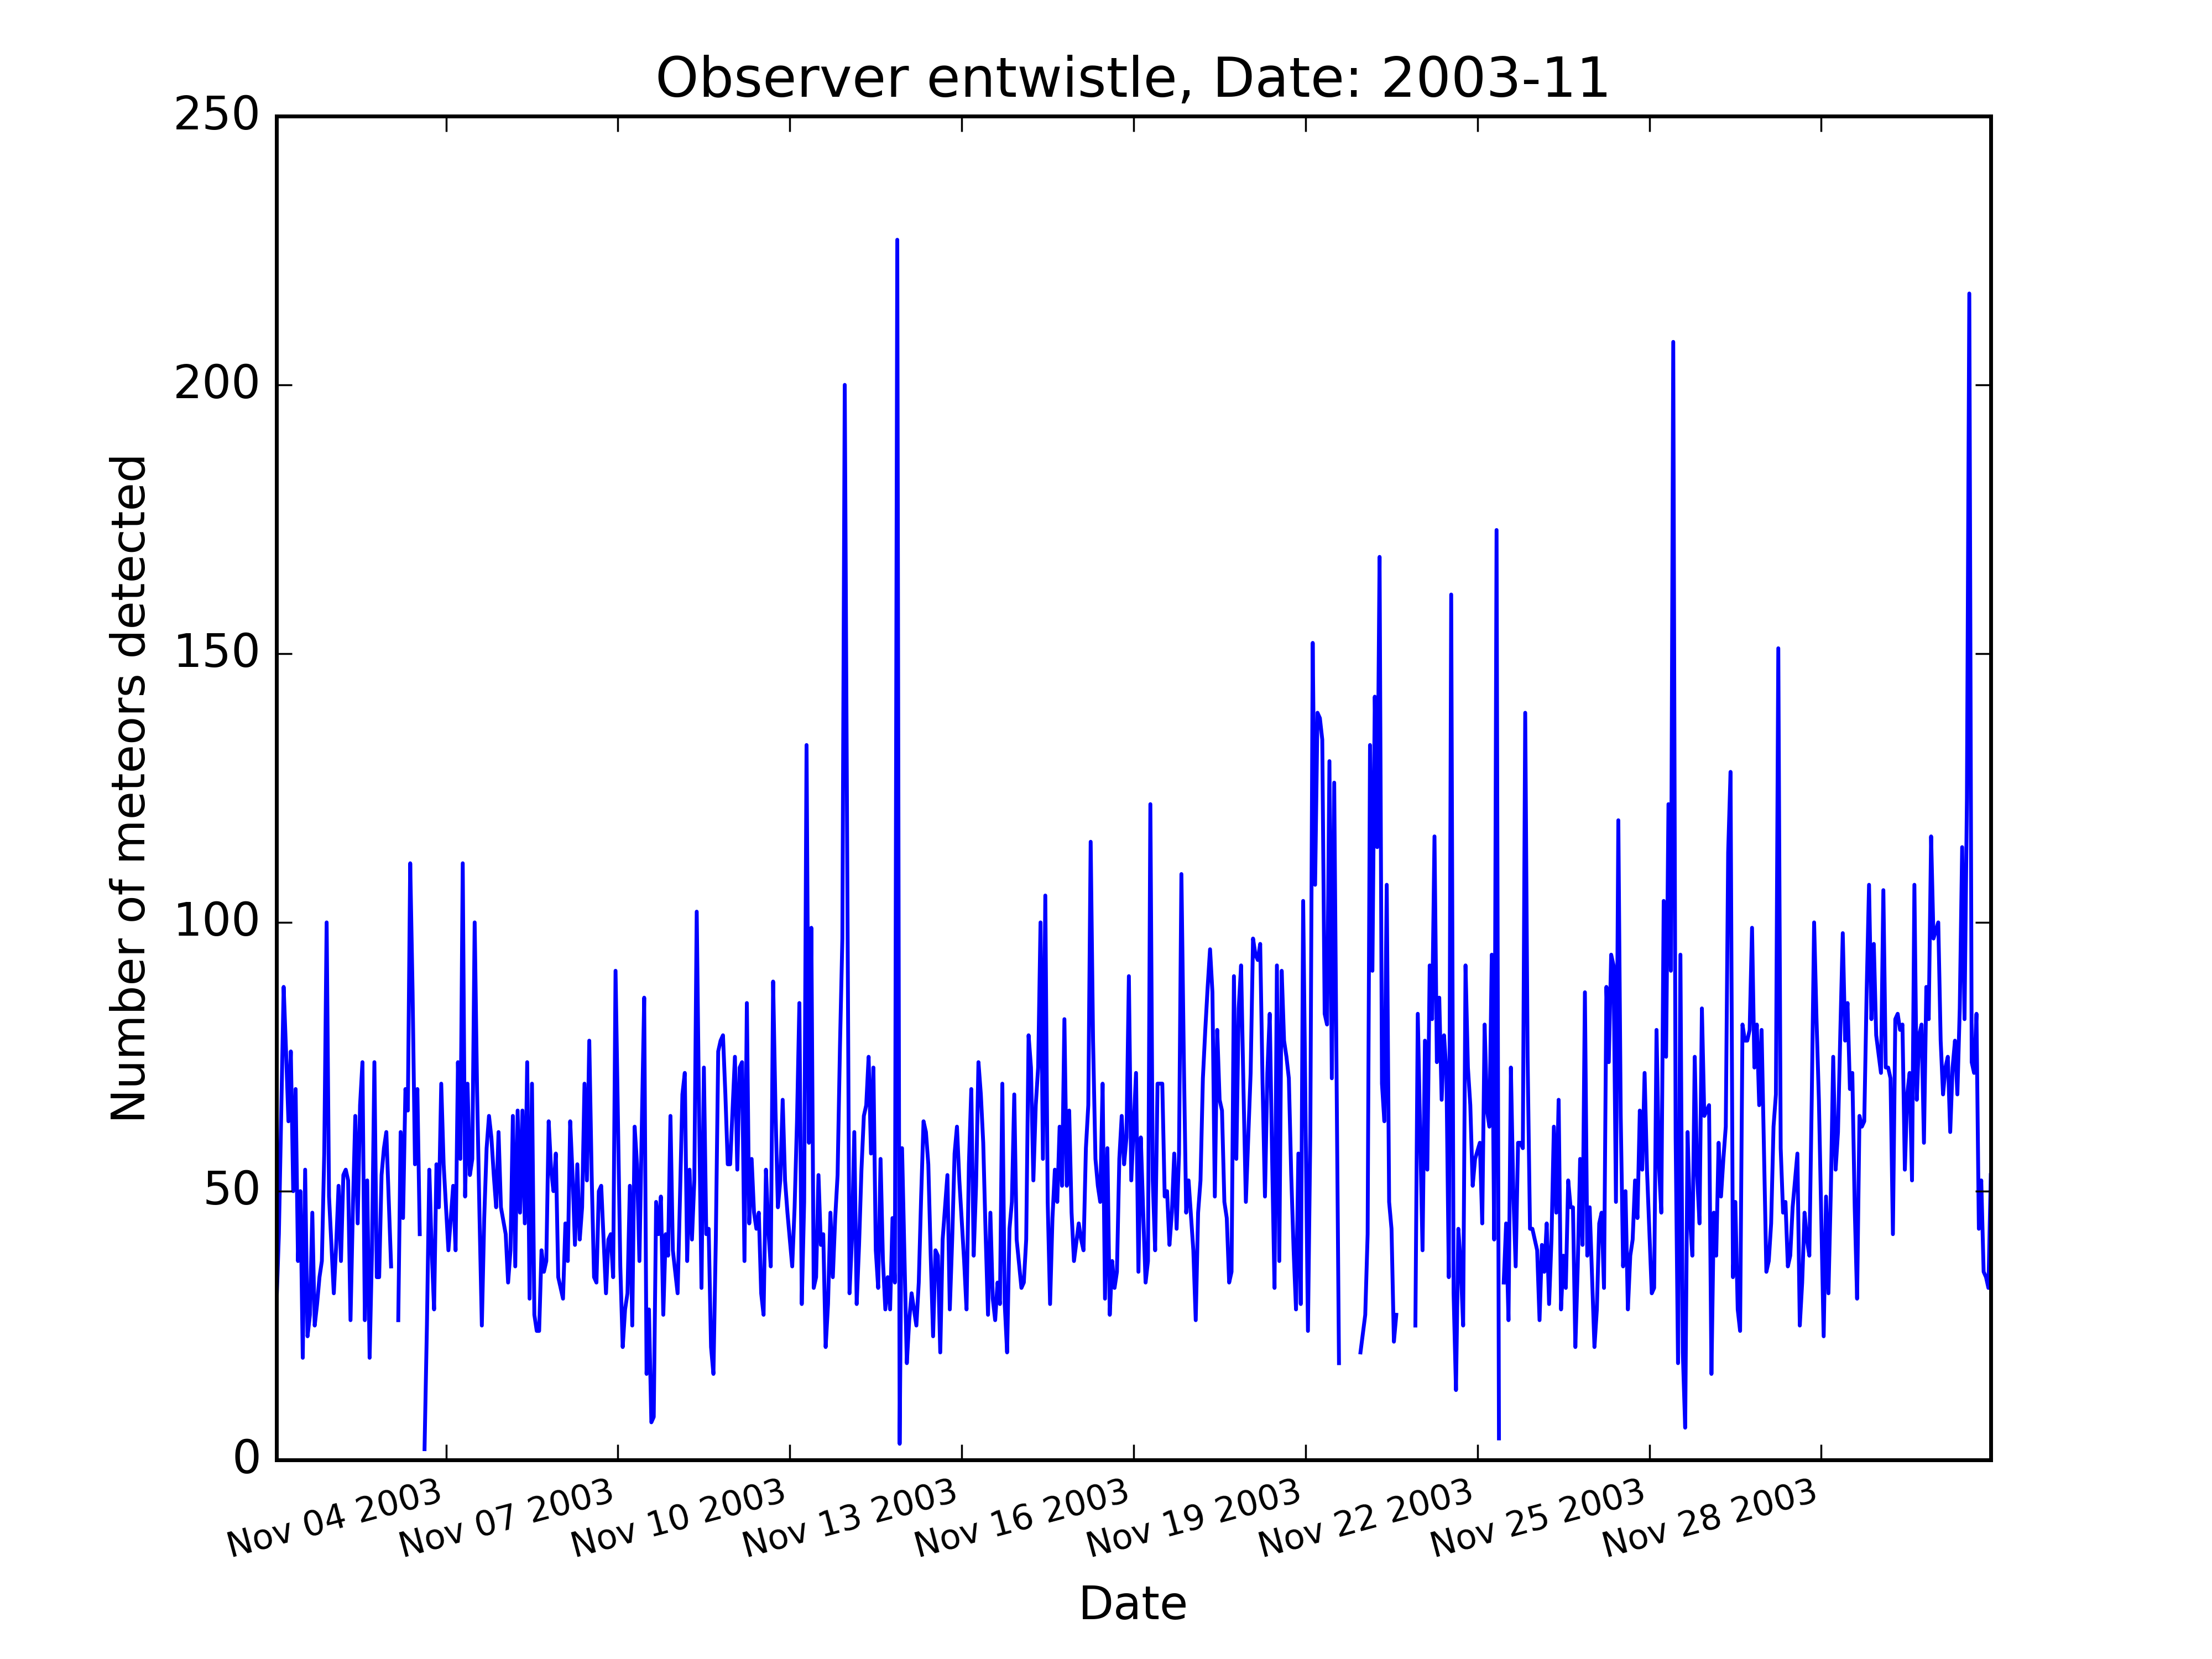 Observer entwistle, Date: 2003-11
250
200
150
100
50
0
Number of meteors detected
Nov 04 2003
Nov 07 2003
Nov 10 2003
Nov 13 2003
Nov 16 2003
Nov 19 2003
Nov 22 2003
Nov 25 2003
Nov 28 2003
Date